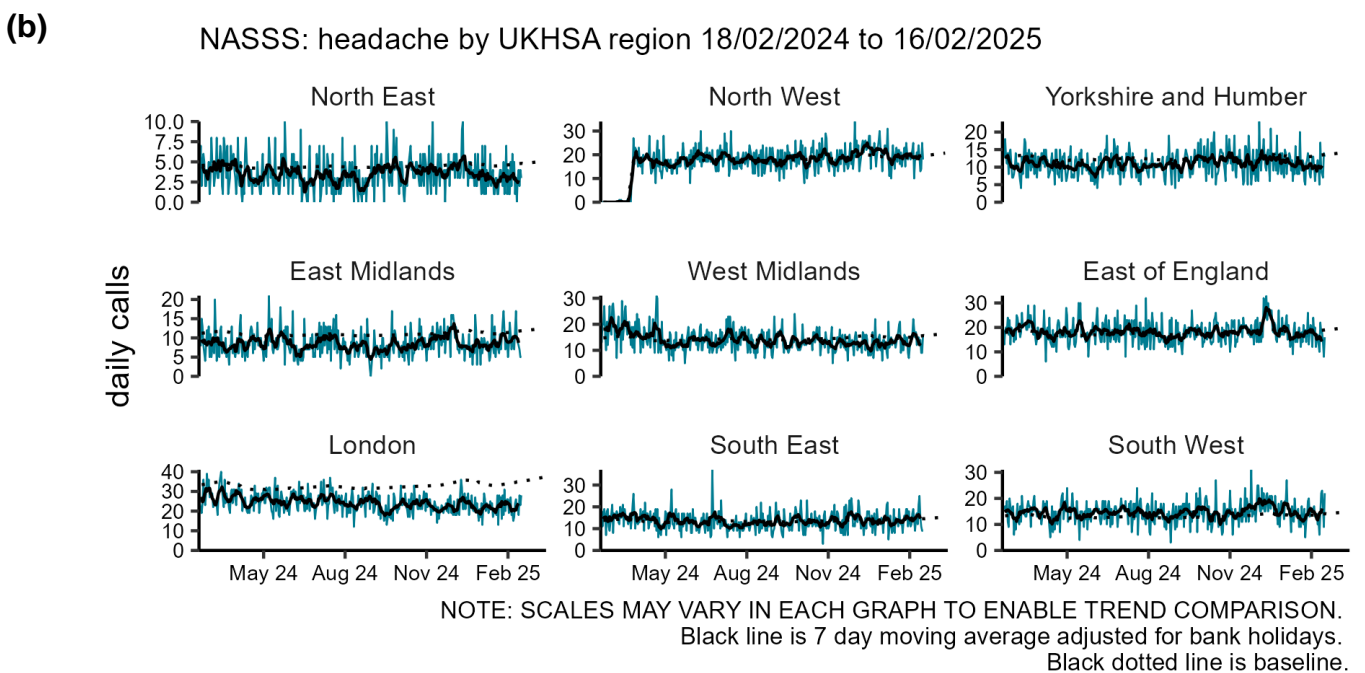 (b)
NASSS: headache by UKHSA region 18/02/2024 to 16/02/2025
North East
North West
Yorkshire and Humber
10.0
7.5
5.0
2.5
0.0
30
20
10
0
20
15
10
5
0
daily calls
East Midlands
West Midlands
East of England
20
15
10
5
0
30
20
10
0
30
20
10
0
London
South East
South West
40
30
20
10
0
30
20
10
0
30
20
10
0
May 24 Aug 24 Nov 24 Feb 25
May 24 Aug 24 Nov 24 Feb 25
May 24 Aug 24 Nov 24 Feb 25
NOTE: SCALES MAY VARY IN EACH GRAPH TO ENABLE TREND COMPARISON.
Black line is 7 day moving average adjusted for bank holidays.
Black dotted line is baseline.